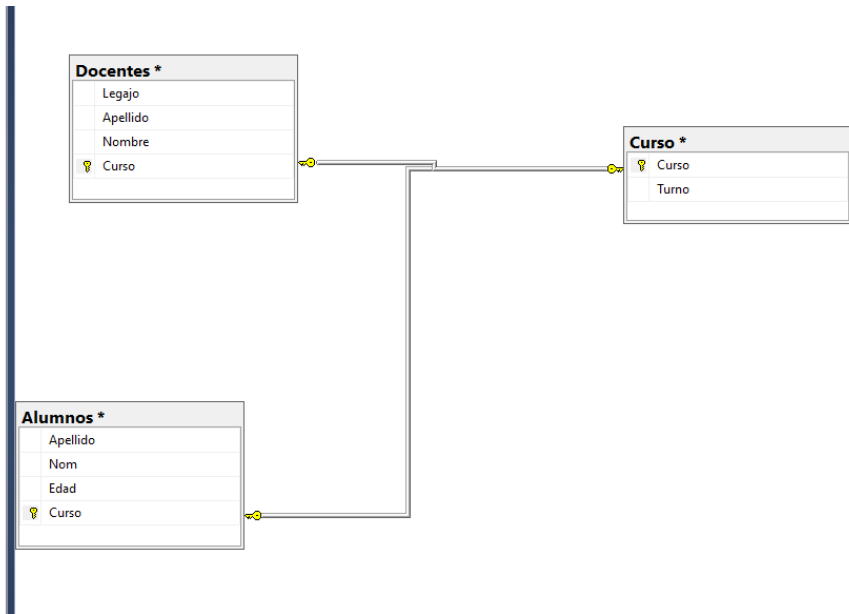 Docentes *
Legajo
Apellido
Nombre
Curso
Curso *
Curso
Turno
Alumnos *
Apellido
Nom
Edad
Curso